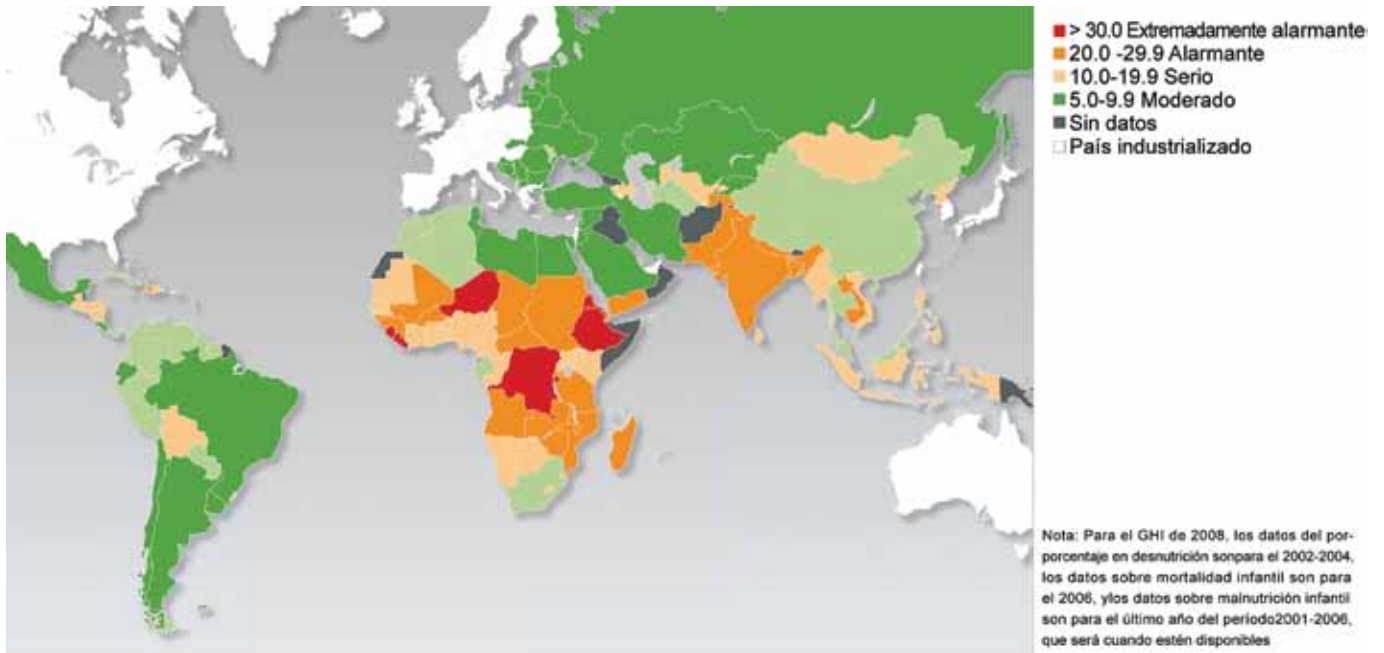 > 30.0 Extremadamente alarmante
20.0 -29.9 Alarmante
10.0-19.9 Serio
5.0-9.9 Moderado
Sin datos
País industrializado
Nota: Para el GHI de 2008, los datos del por-
porcentaje en desnutrición sonpara el 2002-2004,
los datos sobre mortalidad infantil son para
el 2006, ylos datos sobre malnutrición infantil
son para el último año del periodo2001-2006,
que será cuando estén disponibles